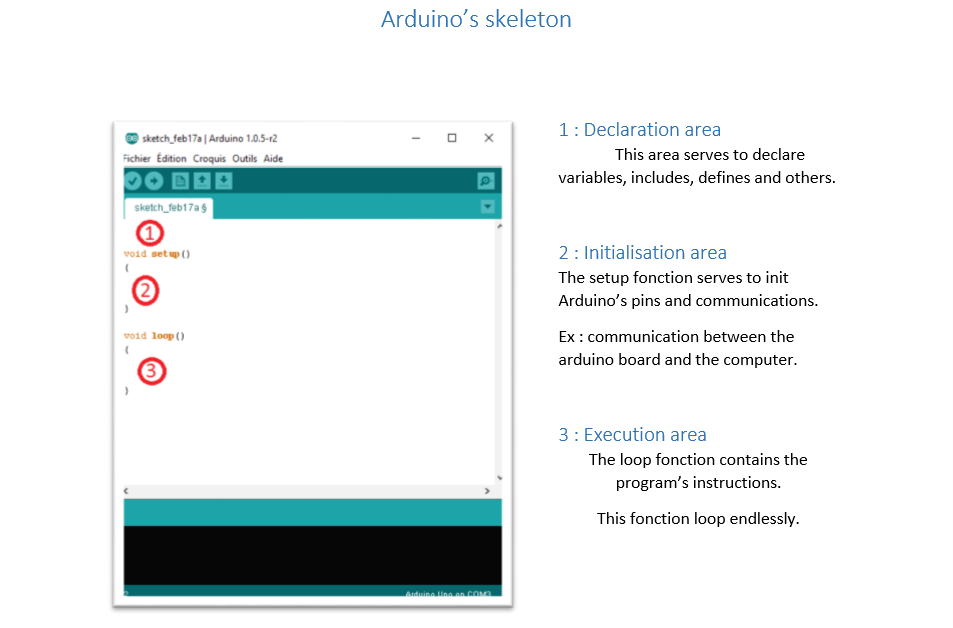 Arduino’s skeleton
sketch_feb17a | Arduino 1.0.5-r2
Fichier Édition Croquis Outils Aide
sketch_feb17a §
1
void setup()
{
2
}
void loop()
{
3
}
2
Arduino Uno on COM3
1 : Declaration area
This area serves to declare
variables, includes, defines and others.
2 : Initialisation area
The setup fonction serves to init
Arduino’s pins and communications.
Ex : communication between the
arduino board and the computer.
3 : Execution area
The loop fonction contains the
program’s instructions.
This fonction loop endlessly.